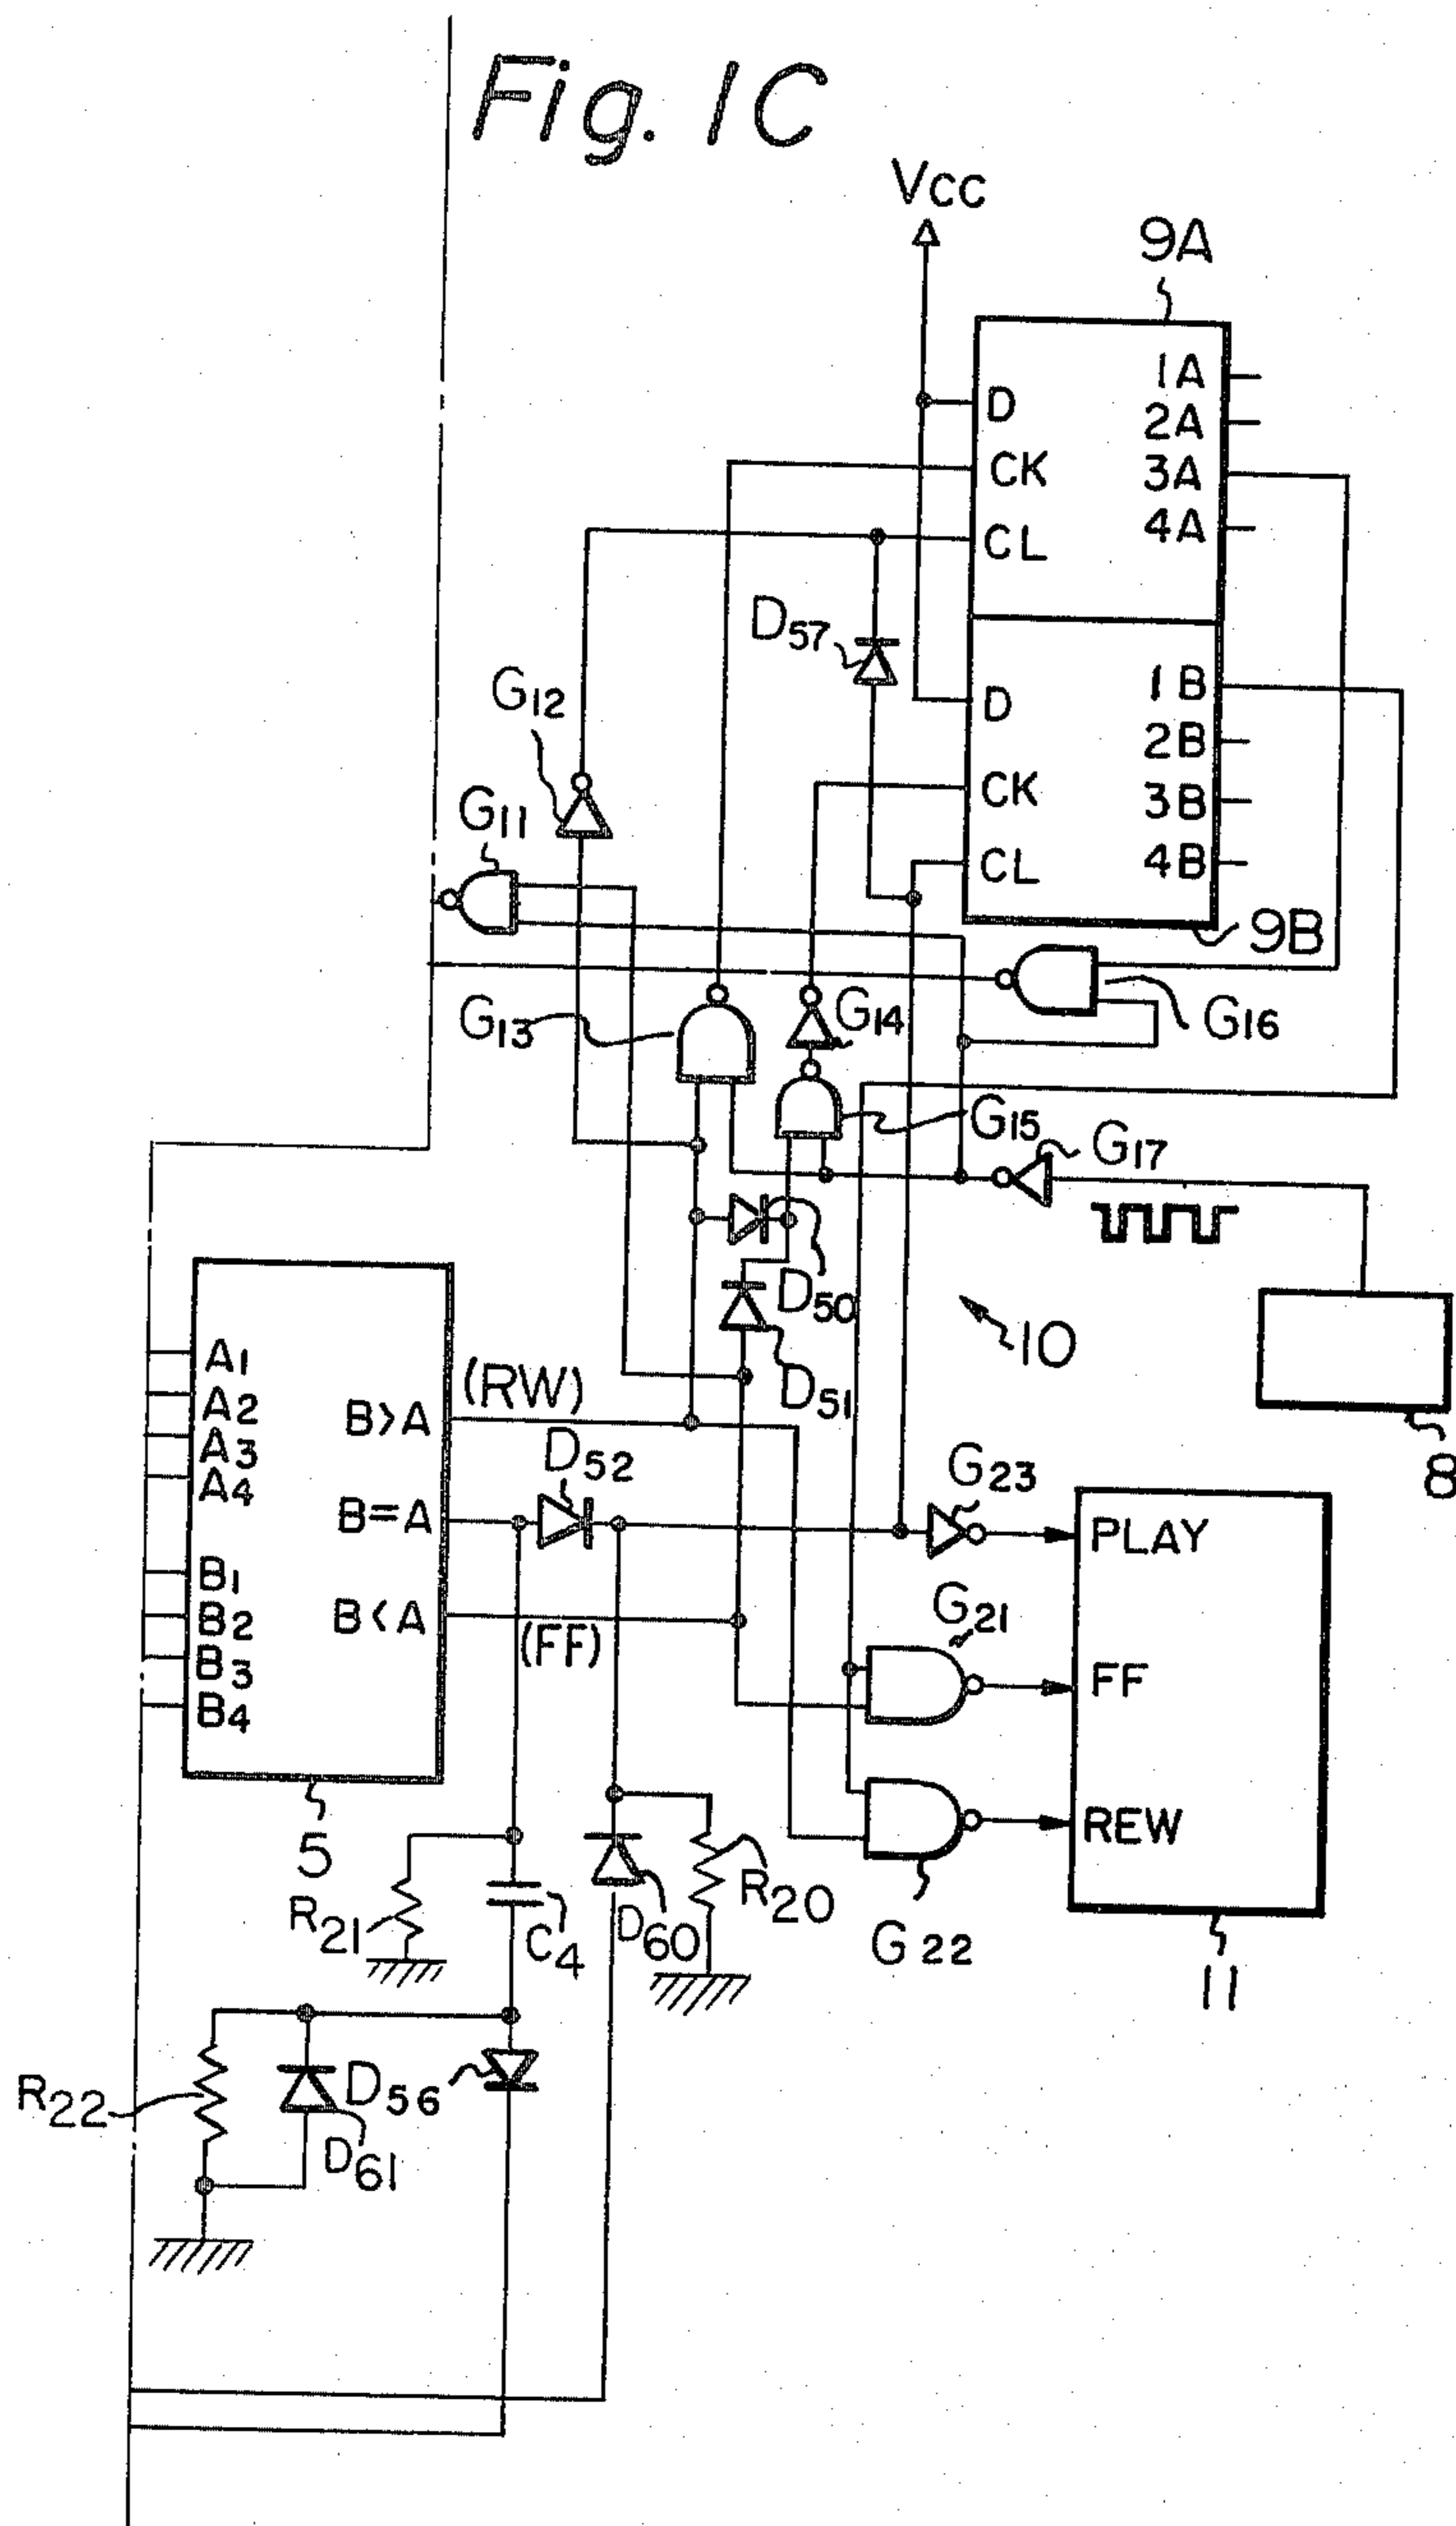 Fig. 1C
Vcc
9A
1A
D
2A
CK
3A
CL
4A
D57
1B
D
2B
G12
CK
3B
G11
CL
4B
9B
G13
G14
G16
G15
G17
D50
10
D51
8
A1
A2
A3
A4
B>A
(RW)
D52
G23
B=A
PLAY
B1
B2
B3
B4
B<A
(FF)
G21
FF
5
REW
R21
C4
D60
R20
G22
11
R22
D56
D61